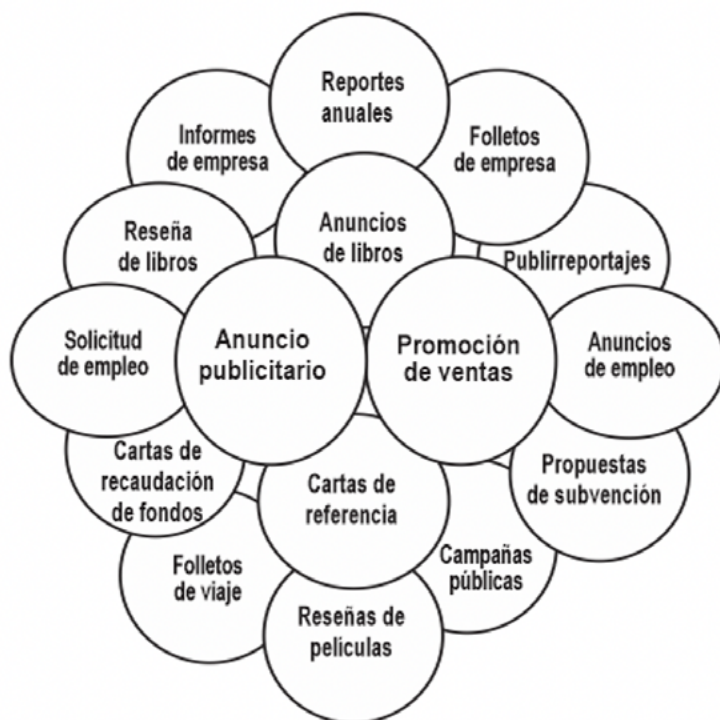 Reportes
anuales
Informes
de empresa
Folletos
de empresa
Reseña
de libros
Anuncios
de libros
Publirreportajes
Solicitud
de empleo
Anuncio
publicitario
Promoción
de ventas
Anuncios
de empleo
Cartas de
recaudación
de fondos
Cartas de
referencia
Propuestas
de subvención
Folletos
de viaje
Campañas
públicas
Reseñas de
películas